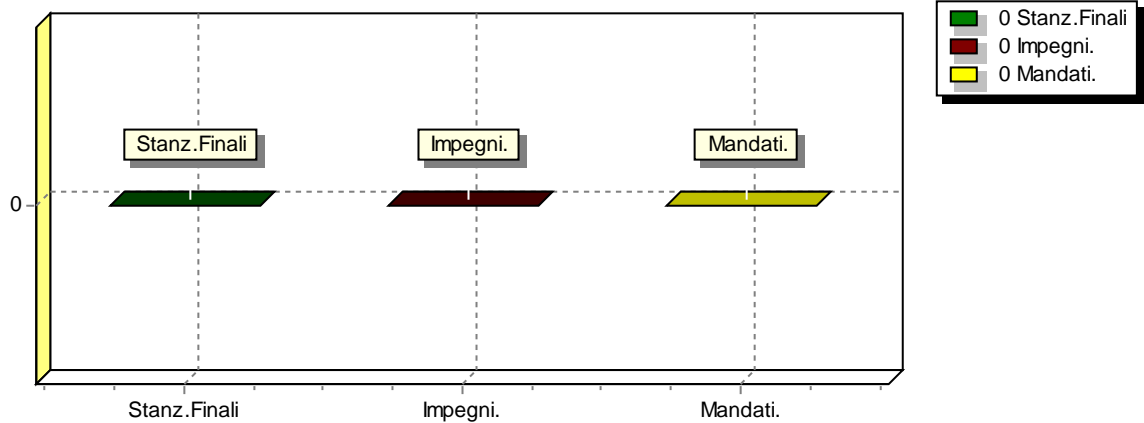 0 Stanz.Finali
0 Impegni.
0 Mandati.
Stanz.Finali
Impegni.
Mandati.
0
Stanz.Finali
Impegni.
Mandati.